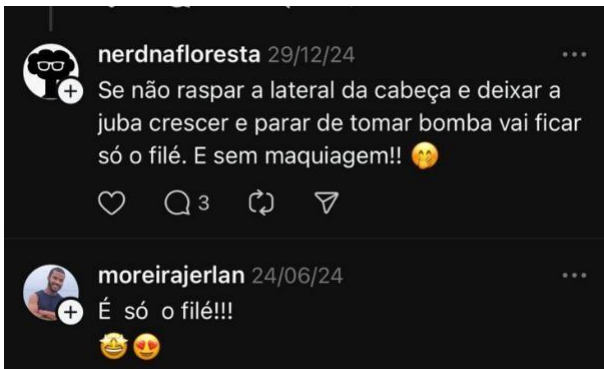 nerdnafloresta 29/12/24
Se não raspar a lateral da cabeça e deixar a
juba crescer e parar de tomar bomba vai ficar
só o filé. E sem maquiagem!! 🤭
3
moreirajerlan 24/06/24
É só o filé!!!
🤩😍